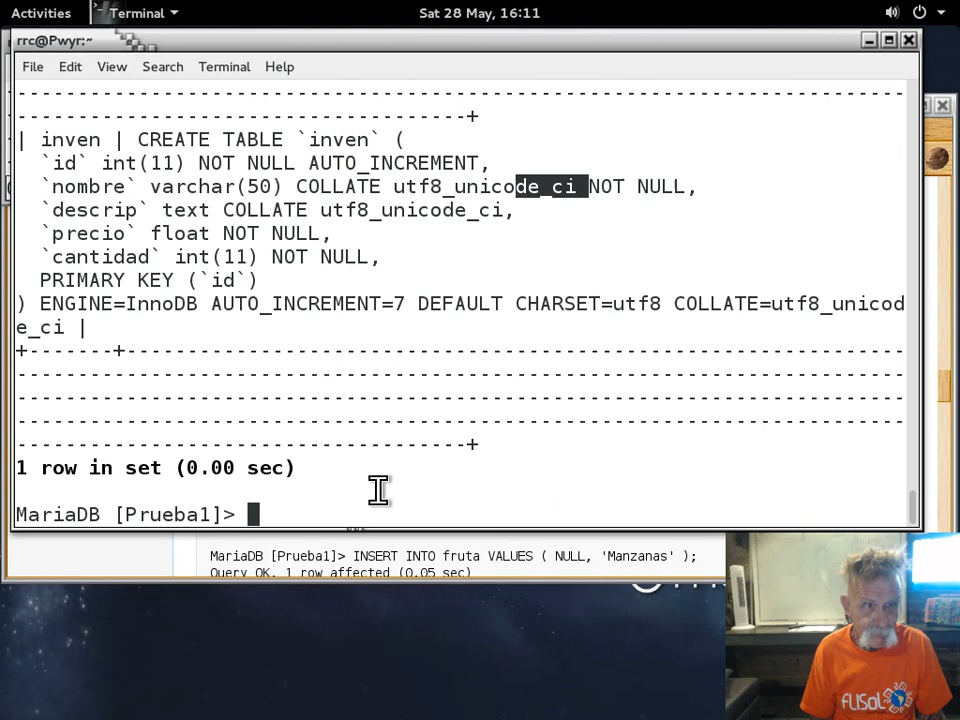 Activities Terminal Sat 28 May, 16:11
rrc@Pwyr:~
File Edit View Search Terminal Help
--------------------------------------------------------------------------
--------------------------------------+
| inven | CREATE TABLE `inven` (
`id` int(11) NOT NULL AUTO_INCREMENT,
`nombre` varchar(50) COLLATE utf8_unicode_ci NOT NULL,
`descrip` text COLLATE utf8_unicode_ci,
`precio` float NOT NULL,
`cantidad` int(11) NOT NULL,
PRIMARY KEY (`id`)
) ENGINE=InnoDB AUTO_INCREMENT=7 DEFAULT CHARSET=utf8 COLLATE=utf8_unicod
e_ci |
+-------+-----------------------------------------------------------------
--------------------------------------------------------------------------
--------------------------------------------------------------------------
--------------------------------------------------------------------------
--------------------------------------+
1 row in set (0.00 sec)
MariaDB [Prueba1]>
MariaDB [Prueba1]> INSERT INTO fruta VALUES ( NULL, 'Manzanas' );
Query OK, 1 row affected (0.05 sec)
FLISOL